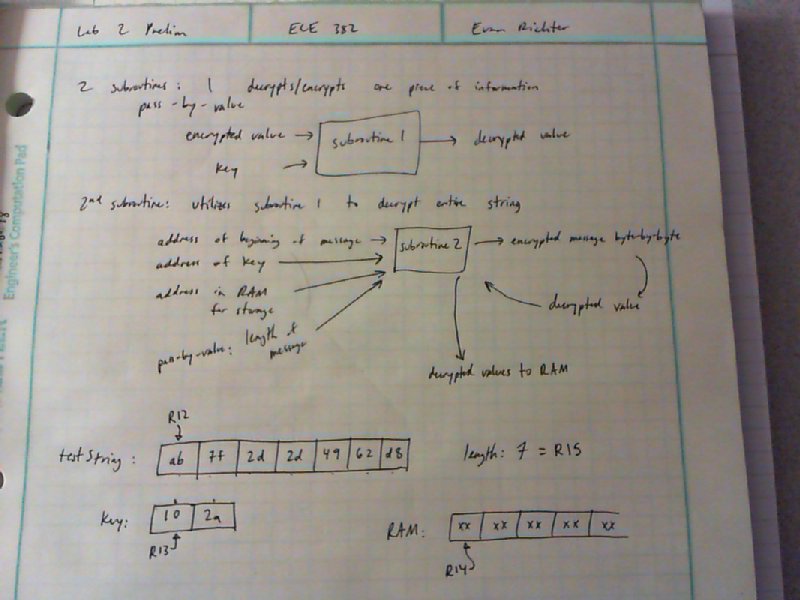 Lab 2 Prelim ECE 382 Evan Richter
2 subroutines: 1 decrypts/encrypts one piece of information
pass-by-value
encrypted value → subroutine 1 → decrypted value
key →
2nd subroutine: utilizes subroutine 1 to decrypt entire string
address of beginning of message → subroutine 2 → encrypted message byte-by-byte
address of key
address in RAM
for storage
decrypted value
pass-by-value: length of
message
decrypted values to RAM
R12
test string: ab 7f 2d 2d 49 62 d8 length: 7 = R15
key: 10 2a
RAM: xx xx xx xx xx
R13
R14
Engineer's Computation Pad